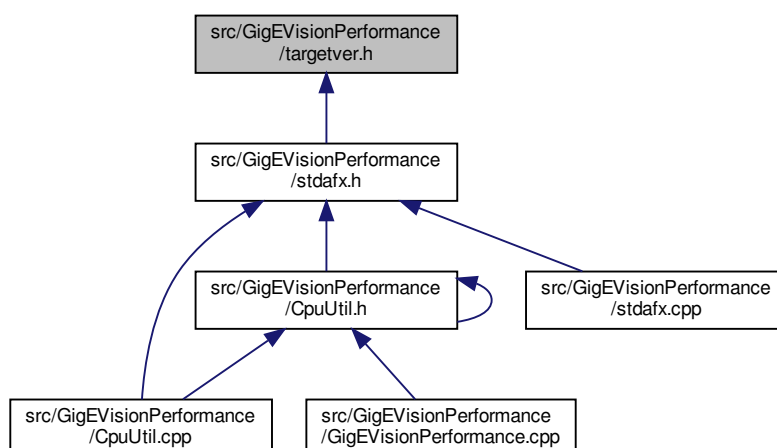 src/GigEVisionPerformance
/targetver.h
src/GigEVisionPerformance
/stdafx.h
src/GigEVisionPerformance
/CpuUtil.h
src/GigEVisionPerformance
/stdafx.cpp
src/GigEVisionPerformance
/CpuUtil.cpp
src/GigEVisionPerformance
/GigEVisionPerformance.cpp